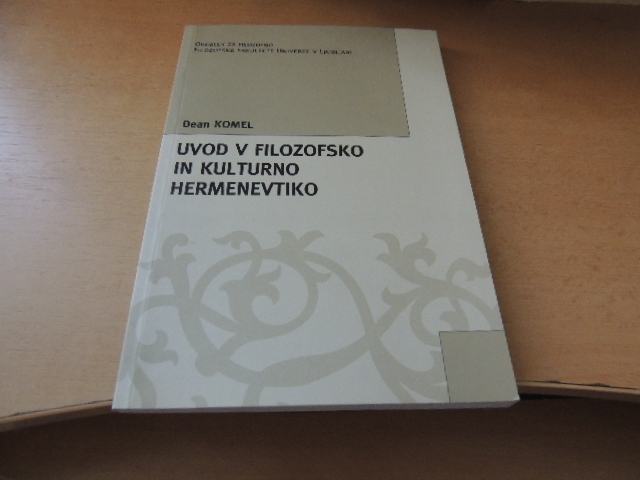 Oddelek za filozofijo
Filozofske fakultete Univerze v Ljubljani
Dean KOMEL
UVOD V FILOZOFSKO
IN KULTURNO
HERMENEVTIKO